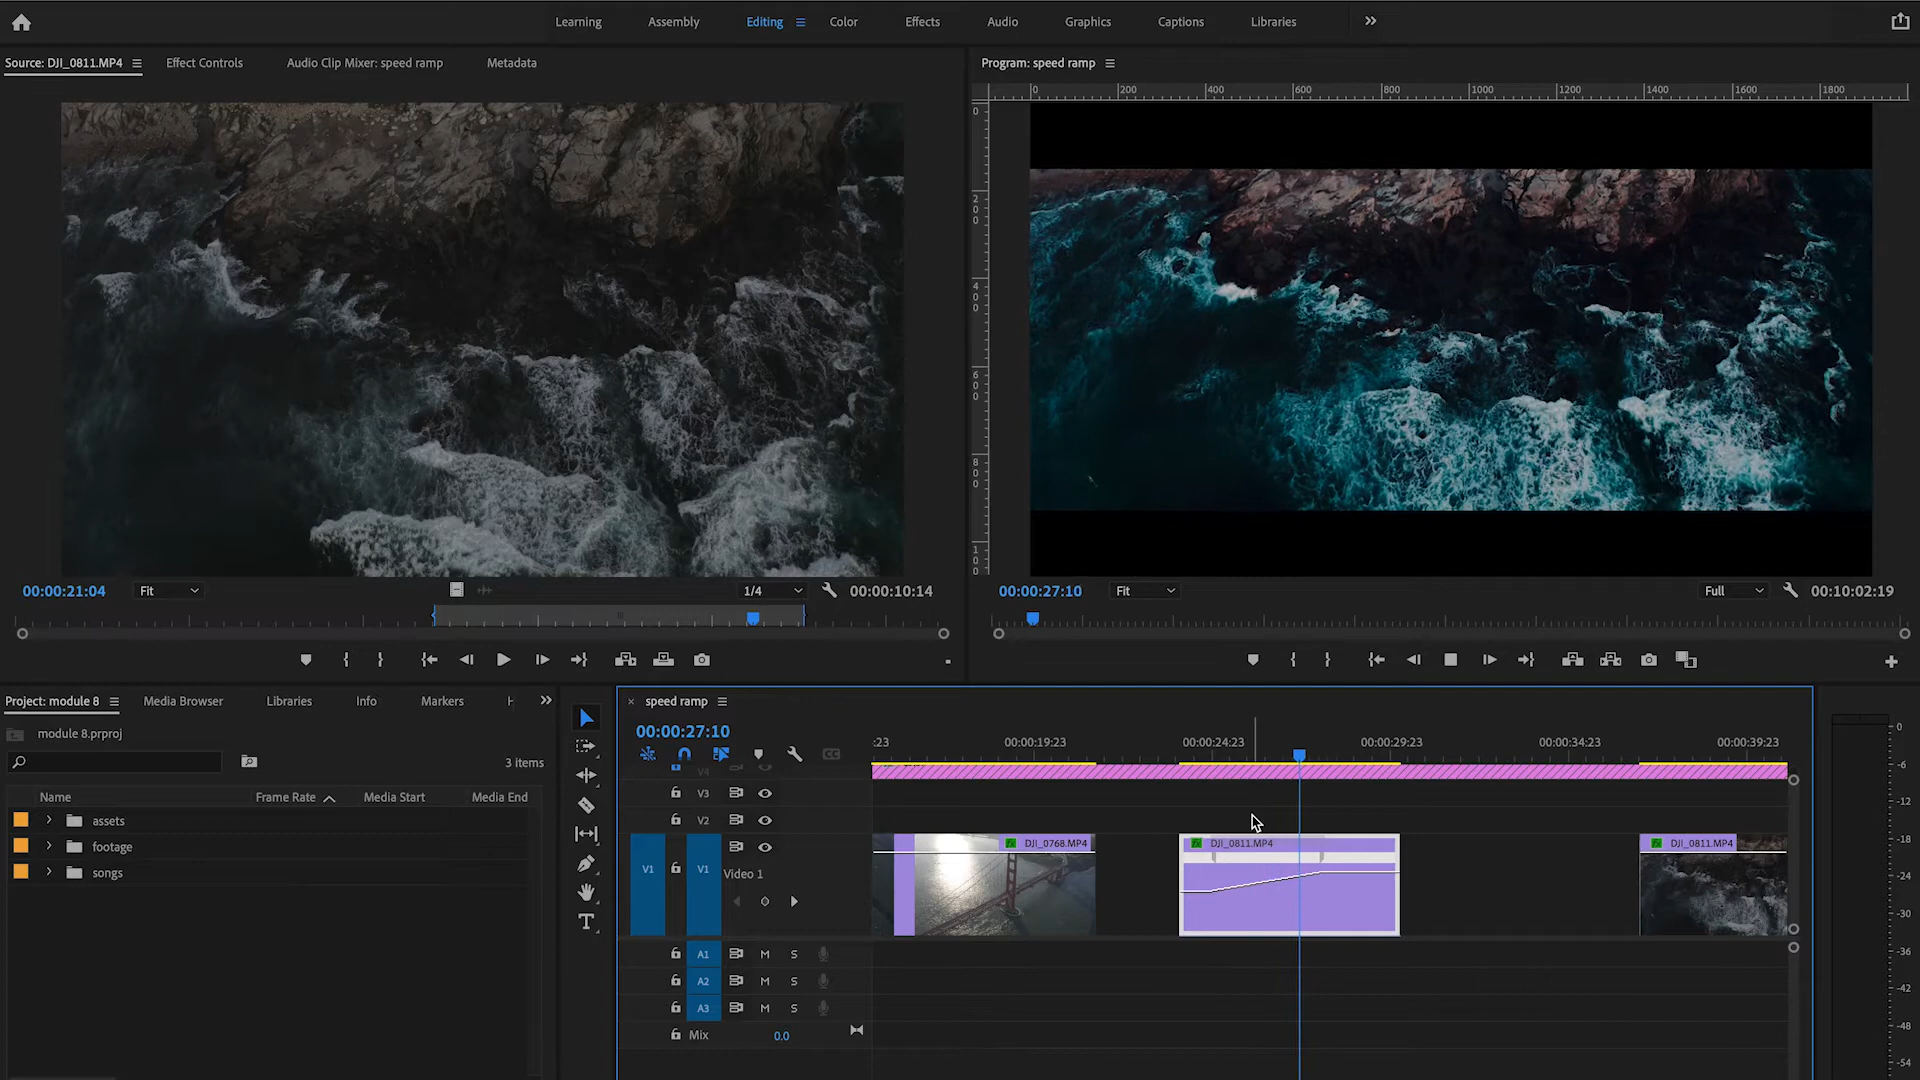 Learning Assembly Editing Color Effects Audio Graphics Captions Libraries
Source: DJI_0811.MP4 Effect Controls Audio Clip Mixer: speed ramp Metadata
Program: speed ramp
0 200 400 600 800 1000 1200 1400 1600 1800
0
200
400
600
800
00:00:21:04 Fit 1/4 00:00:10:14
00:00:27:10 Fit Full 00:10:02:19
Project: module 8 Media Browser Libraries Info Markers
module 8.prproj
3 items
Name Frame Rate Media Start Media End
assets
footage
songs
speed ramp
00:00:27:10
:23 00:00:19:23 00:00:24:23 00:00:29:23 00:00:34:23 00:00:39:23
V4
V3
V2
DJI_0768.MP4 DJI_0811.MP4 DJI_0811.MP4
V1 V1 Video 1
A1 M S
A2 M S
A3 M S
Mix 0.0
0
-6
-12
-18
-24
-30
-36
-42
-48
-54